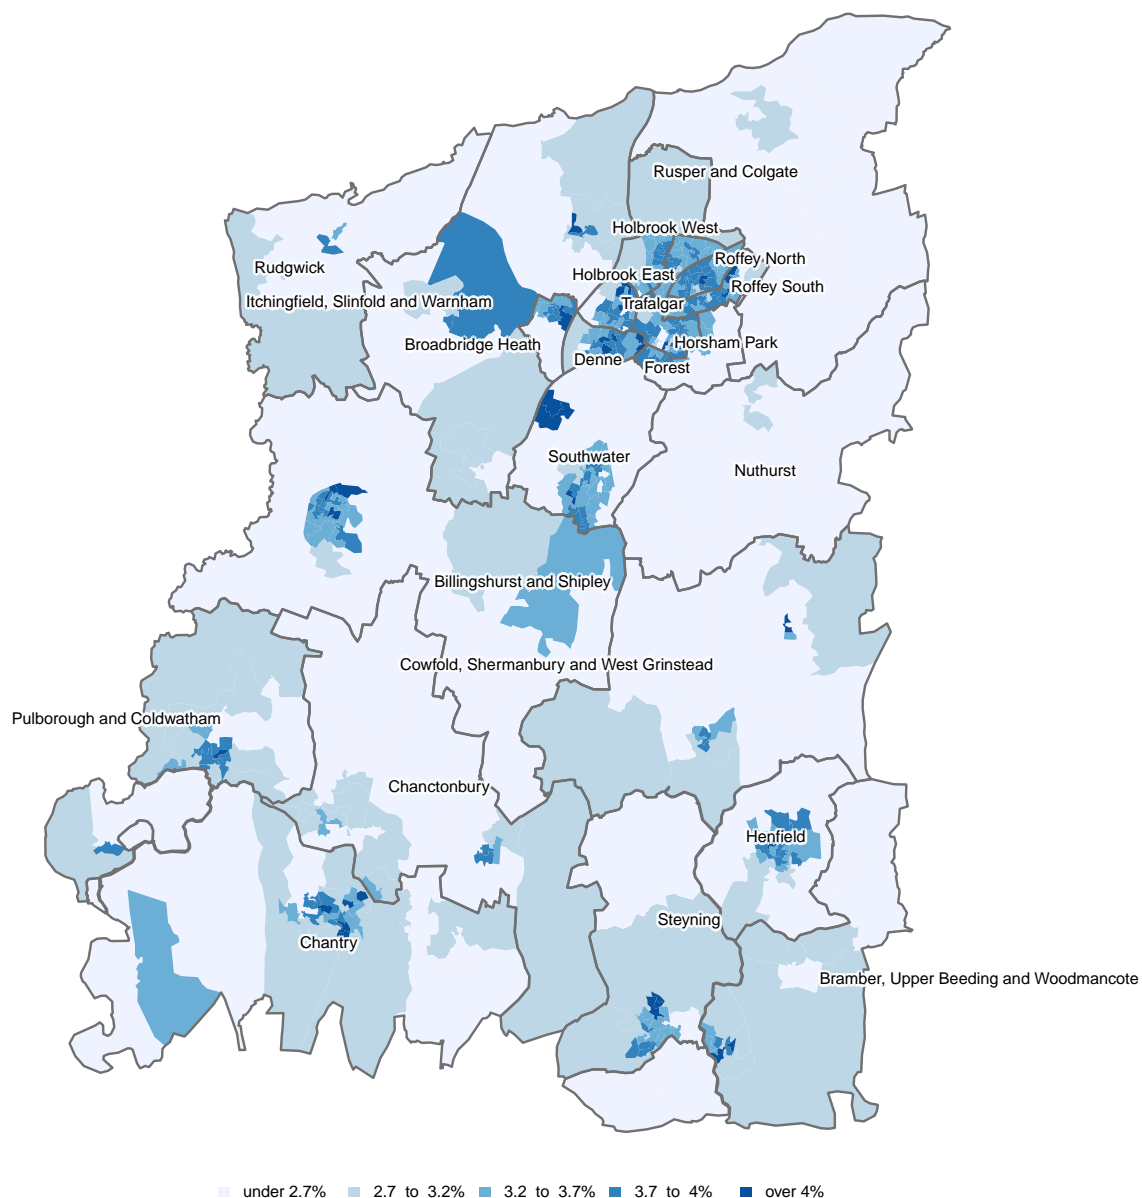 Rusper and Colgate
Holbrook West
Roffey North
Rudgwick
Holbrook East
Roffey South
Itchingfield, Slinfold and Warnham
Trafalgar
Broadbridge Heath
Horsham Park
Denne
Forest
Southwater
Nuthurst
Billingshurst and Shipley
Cowfold, Shermanbury and West Grinstead
Pulborough and Coldwatham
Chanctonbury
Henfield
Steyning
Chantry
Bramber, Upper Beeding and Woodmancote
under 2.7% 2.7 to 3.2% 3.2 to 3.7% 3.7 to 4% over 4%